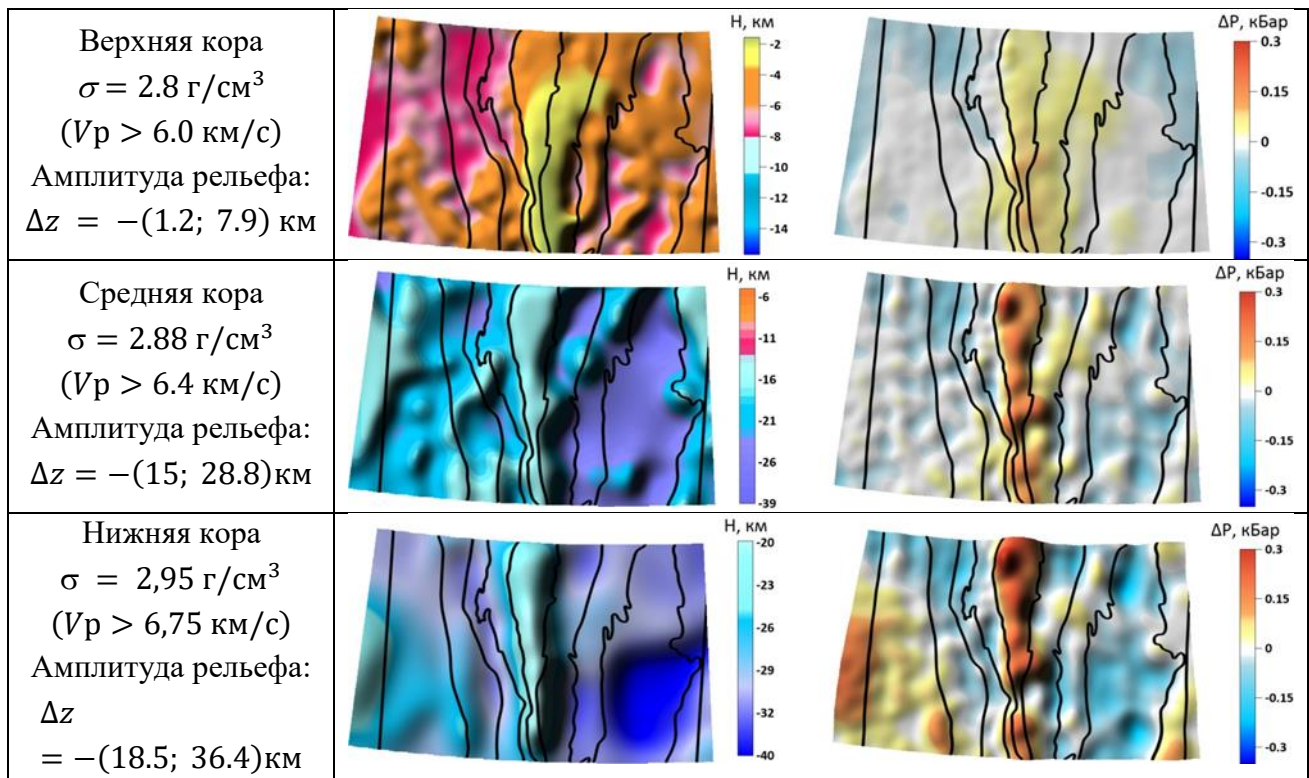 Верхняя кора
σ = 2.8 г/см³
(Vp > 6.0 км/с)
Амплитуда рельефа:
Δz = −(1.2; 7.9) км
H, км
-2
-4
-6
-8
-10
-12
-14
ΔP, кБар
0.3
0.15
0
-0.15
-0.3
Средняя кора
σ = 2.88 г/см³
(Vp > 6.4 км/с)
Амплитуда рельефа:
Δz = −(15; 28.8)км
H, км
-6
-11
-16
-21
-26
-39
ΔP, кБар
0.3
0.15
0
-0.15
-0.3
Нижняя кора
σ = 2,95 г/см³
(Vp > 6,75 км/с)
Амплитуда рельефа:
Δz
= −(18.5; 36.4)км
H, км
-20
-23
-26
-29
-32
-40
ΔP, кБар
0.3
0.15
0
-0.15
-0.3